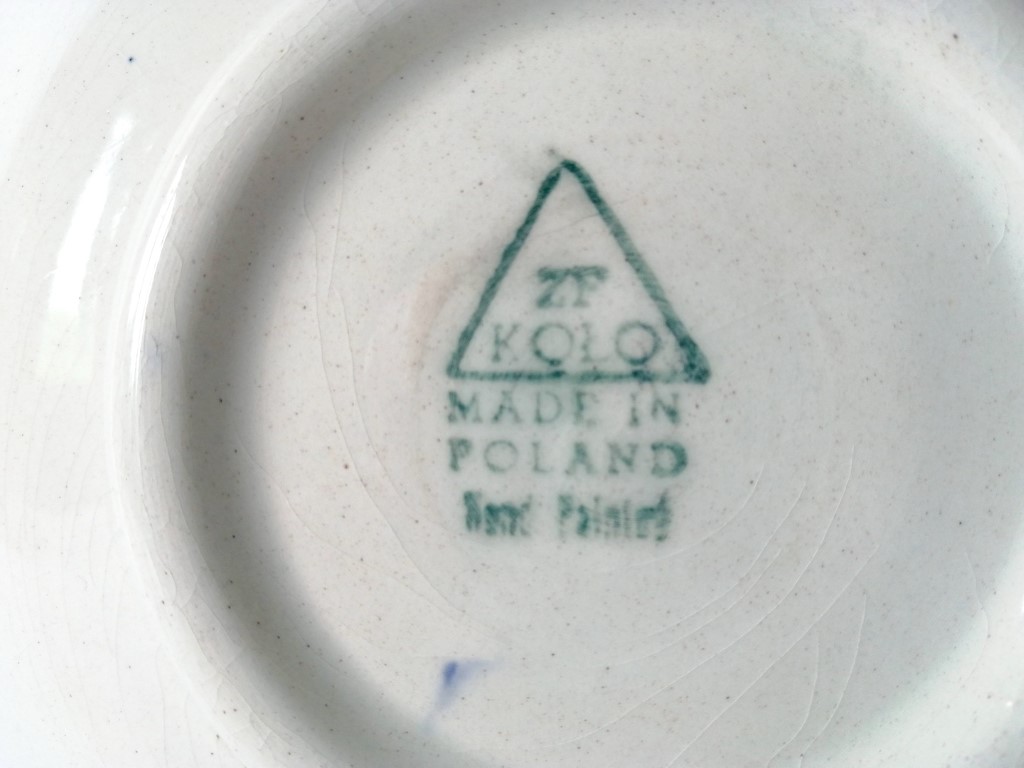 ZF
KOLO
MADE IN
POLAND
Hand Painted